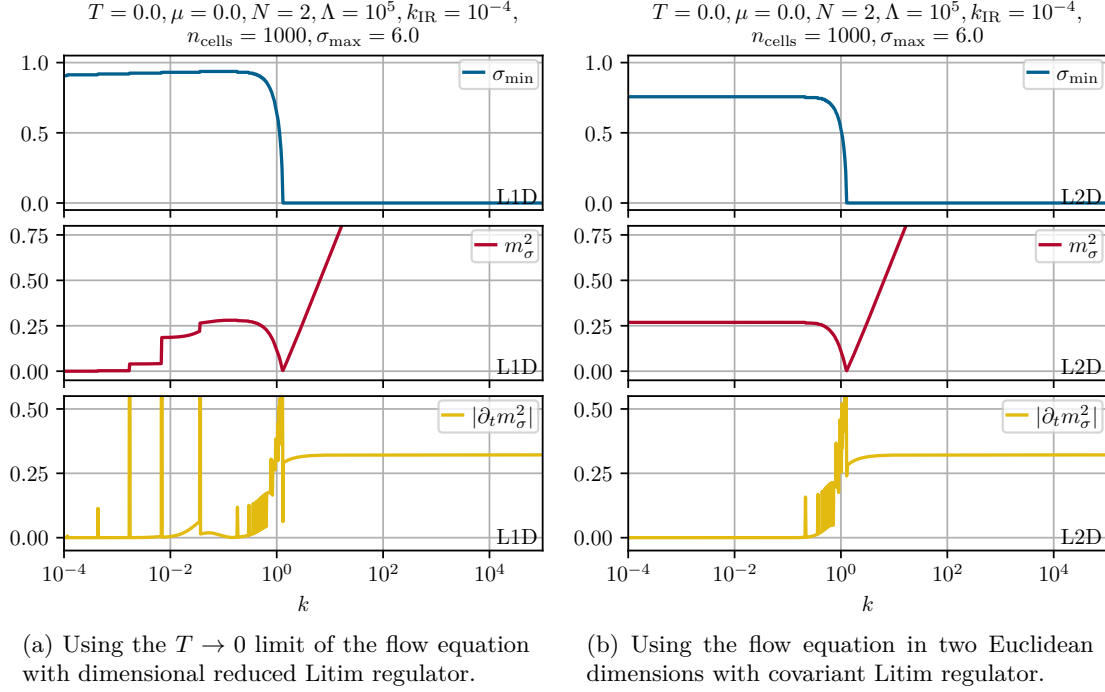 T = 0.0, μ = 0.0, N = 2, Λ = 10⁵, k_IR = 10⁻⁴,
n_cells = 1000, σ_max = 6.0
1.0
0.5
0.0
σ_min
L1D
0.75
0.50
0.25
0.00
m²_σ
L1D
0.50
0.25
0.00
|∂_t m²_σ|
L1D
10⁻⁴ 10⁻² 10⁰ 10² 10⁴
k
(a) Using the T → 0 limit of the flow equation
with dimensional reduced Litim regulator.
T = 0.0, μ = 0.0, N = 2, Λ = 10⁵, k_IR = 10⁻⁴,
n_cells = 1000, σ_max = 6.0
1.0
0.5
0.0
σ_min
L2D
0.75
0.50
0.25
0.00
m²_σ
L2D
0.50
0.25
0.00
|∂_t m²_σ|
L2D
10⁻⁴ 10⁻² 10⁰ 10² 10⁴
k
(b) Using the flow equation in two Euclidean
dimensions with covariant Litim regulator.